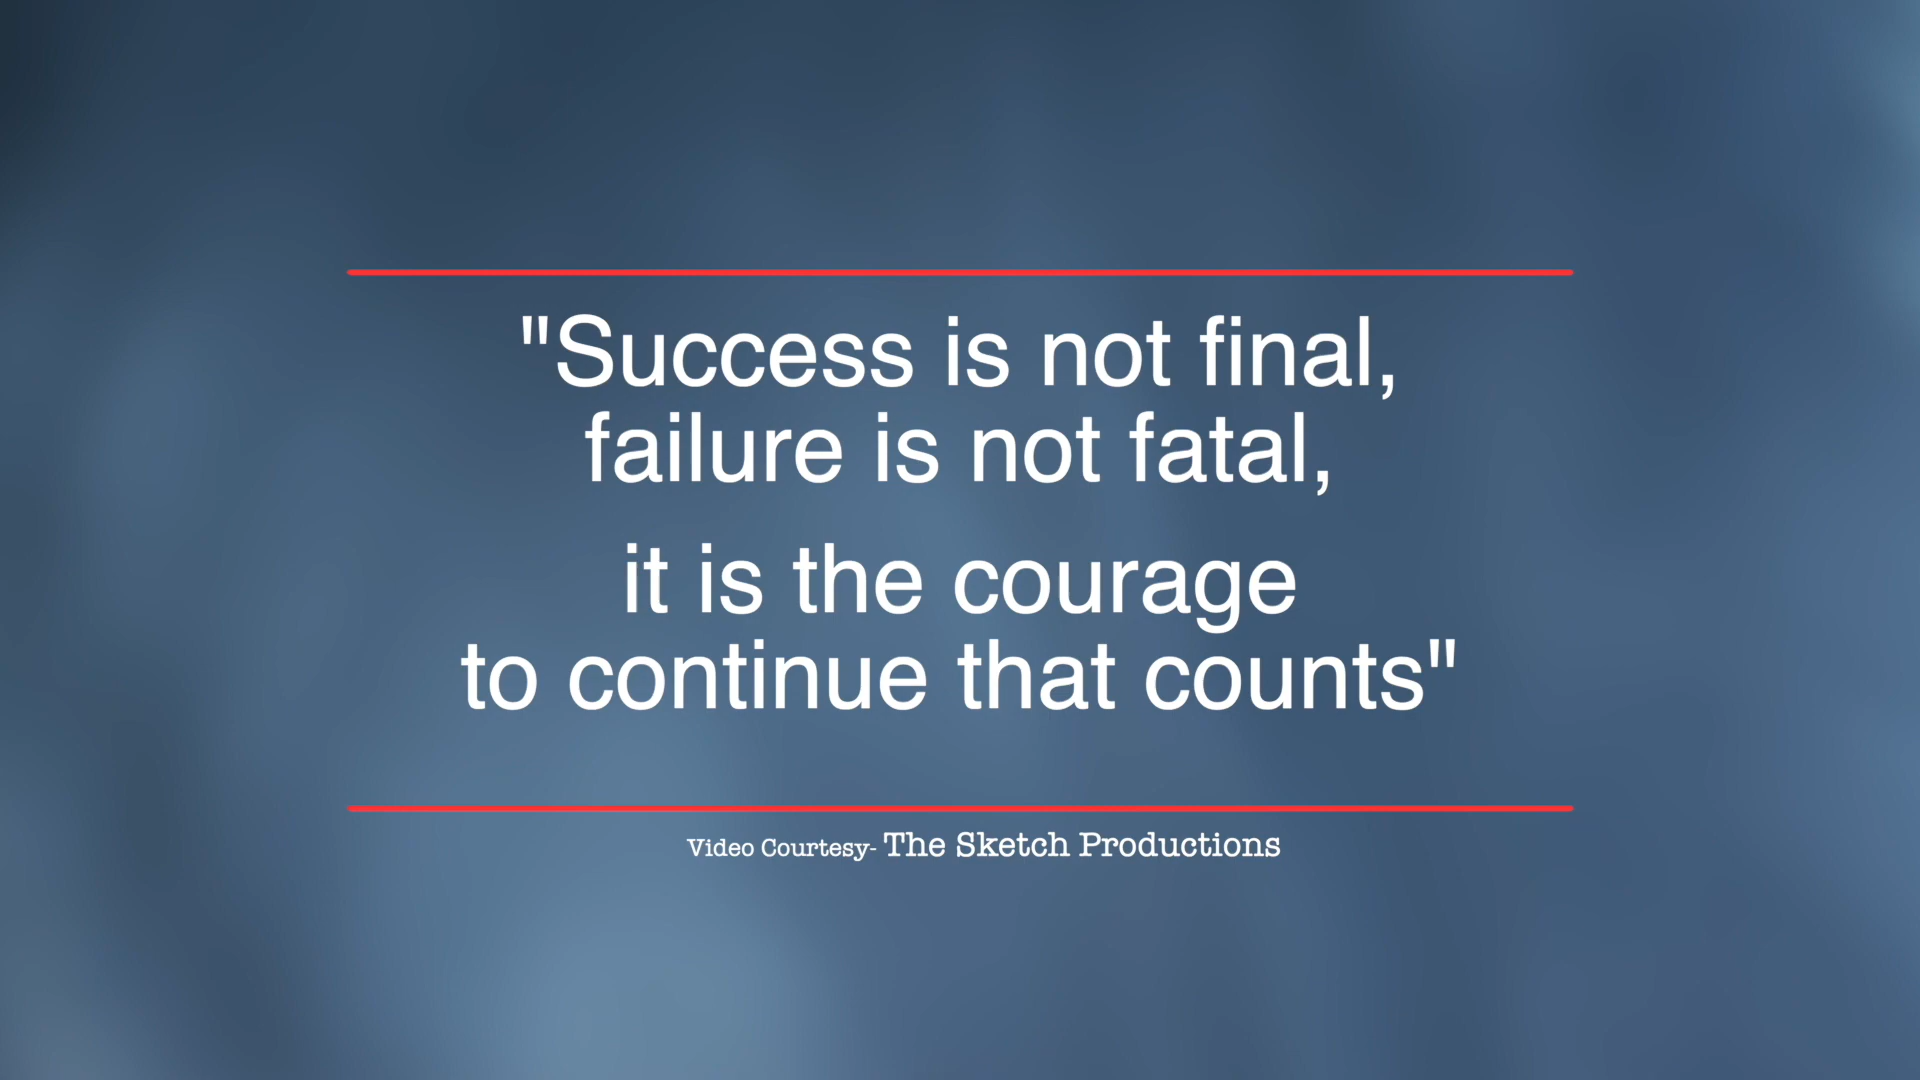 "Success is not final,
failure is not fatal,
it is the courage
to continue that counts"
Video Courtesy- The Sketch Productions